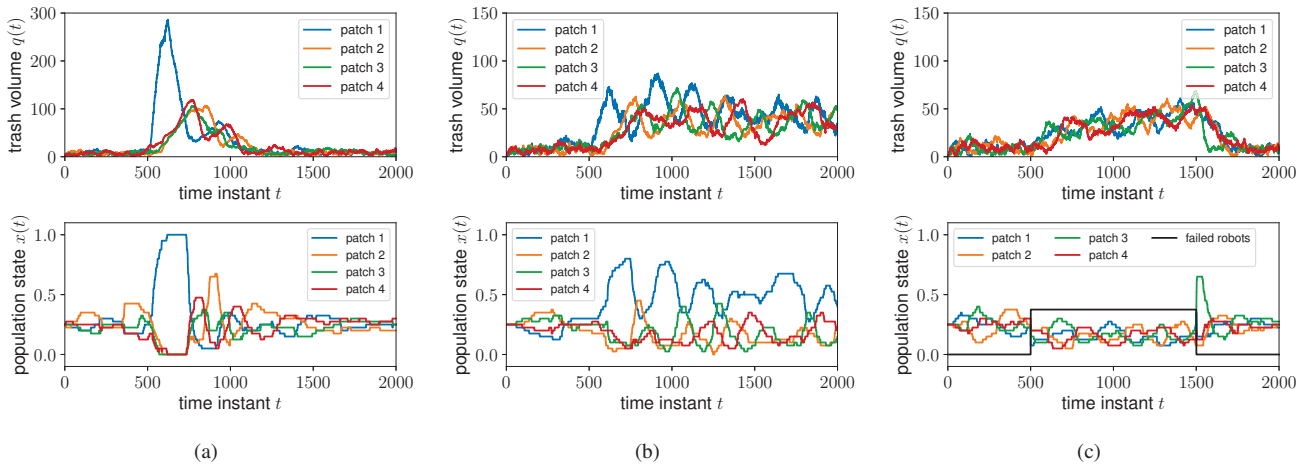 300
200
100
0
trash volume q(t)
patch 1
patch 2
patch 3
patch 4
0 500 1000 1500 2000
time instant t
150
100
50
0
trash volume q(t)
patch 1
patch 2
patch 3
patch 4
0 500 1000 1500 2000
time instant t
150
100
50
0
trash volume q(t)
patch 1
patch 2
patch 3
patch 4
0 500 1000 1500 2000
time instant t
1.0
0.5
0.0
population state x(t)
patch 1
patch 2
patch 3
patch 4
0 500 1000 1500 2000
time instant t
1.0
0.5
0.0
population state x(t)
patch 1
patch 2
patch 3
patch 4
0 500 1000 1500 2000
time instant t
1.0
0.5
0.0
population state x(t)
patch 1 patch 3 failed robots
patch 2 patch 4
0 500 1000 1500 2000
time instant t
(a) (b) (c)